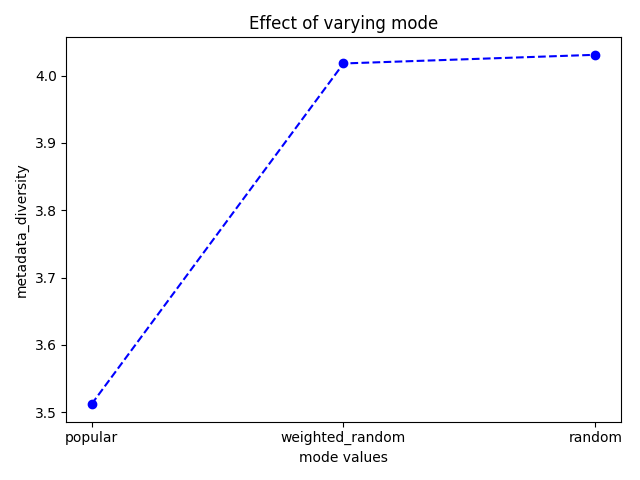 Effect of varying mode
metadata_diversity
4.0
3.9
3.8
3.7
3.6
3.5
popular weighted_random random
mode values